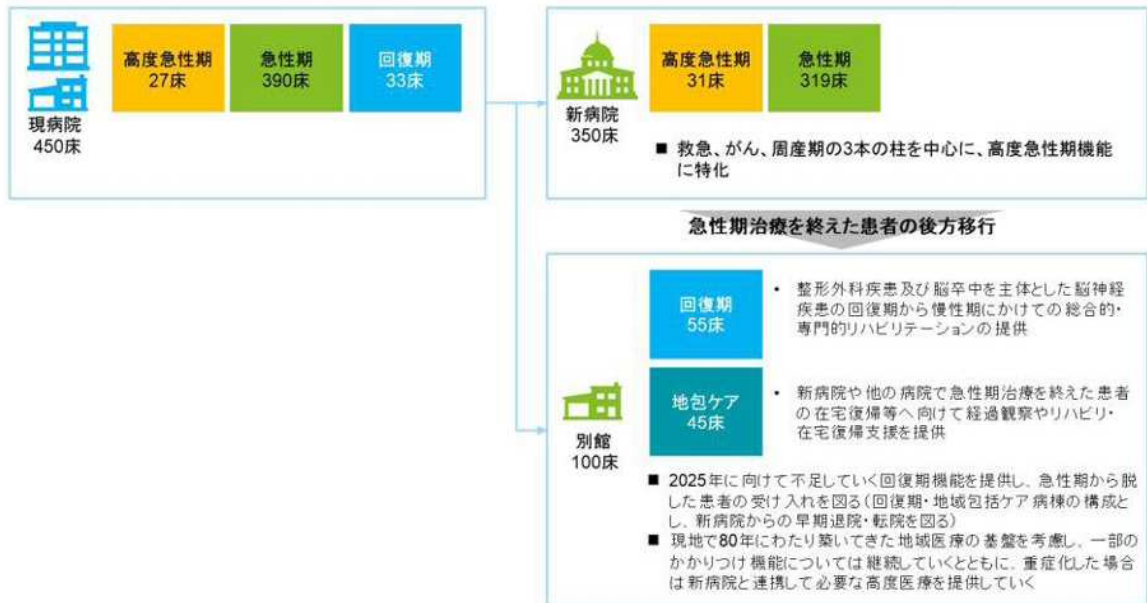 高度急性期
27床
急性期
390床
回復期
33床
現病院
450床
高度急性期
31床
急性期
319床
新病院
350床
■ 救急、がん、周産期の3本の柱を中心に、高度急性期機能
に特化
急性期治療を終えた患者の後方移行
回復期
55床
• 整形外科疾患及び脳卒中を主体とした脳神経
疾患の回復期から慢性期にかけての総合的・
専門的リハビリテーションの提供
地包ケア
45床
• 新病院や他の病院で急性期治療を終えた患者
の在宅復帰等へ向けて経過観察やリハビリ・
在宅復帰支援を提供
別館
100床
■ 2025年に向けて不足していく回復期機能を提供し、急性期から脱
した患者の受け入れを図る(回復期・地域包括ケア病棟の構成と
し、新病院からの早期退院・転院を図る)
■ 現地で80年にわたり築いてきた地域医療の基盤を考慮し、一部の
かかりつけ機能については継続していくとともに、重症化した場合
は新病院と連携して必要な高度医療を提供していく